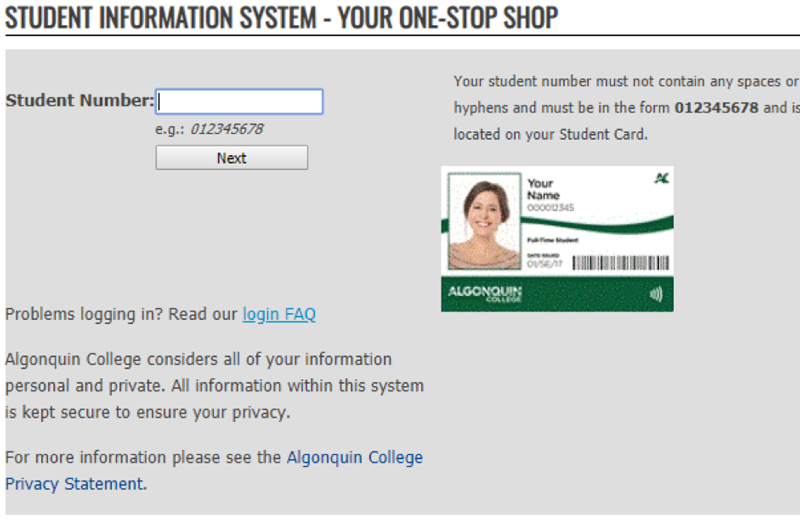 STUDENT INFORMATION SYSTEM - YOUR ONE-STOP SHOP
Student Number:
e.g.: 012345678
Next
Your student number must not contain any spaces or
hyphens and must be in the form 012345678 and is
located on your Student Card.
Your
Name
000012345
Full-Time Student
DATE ISSUED
01/SE/17
AC
ALGONQUIN
COLLEGE
Problems logging in? Read our login FAQ
Algonquin College considers all of your information
personal and private. All information within this system
is kept secure to ensure your privacy.
For more information please see the Algonquin College
Privacy Statement.